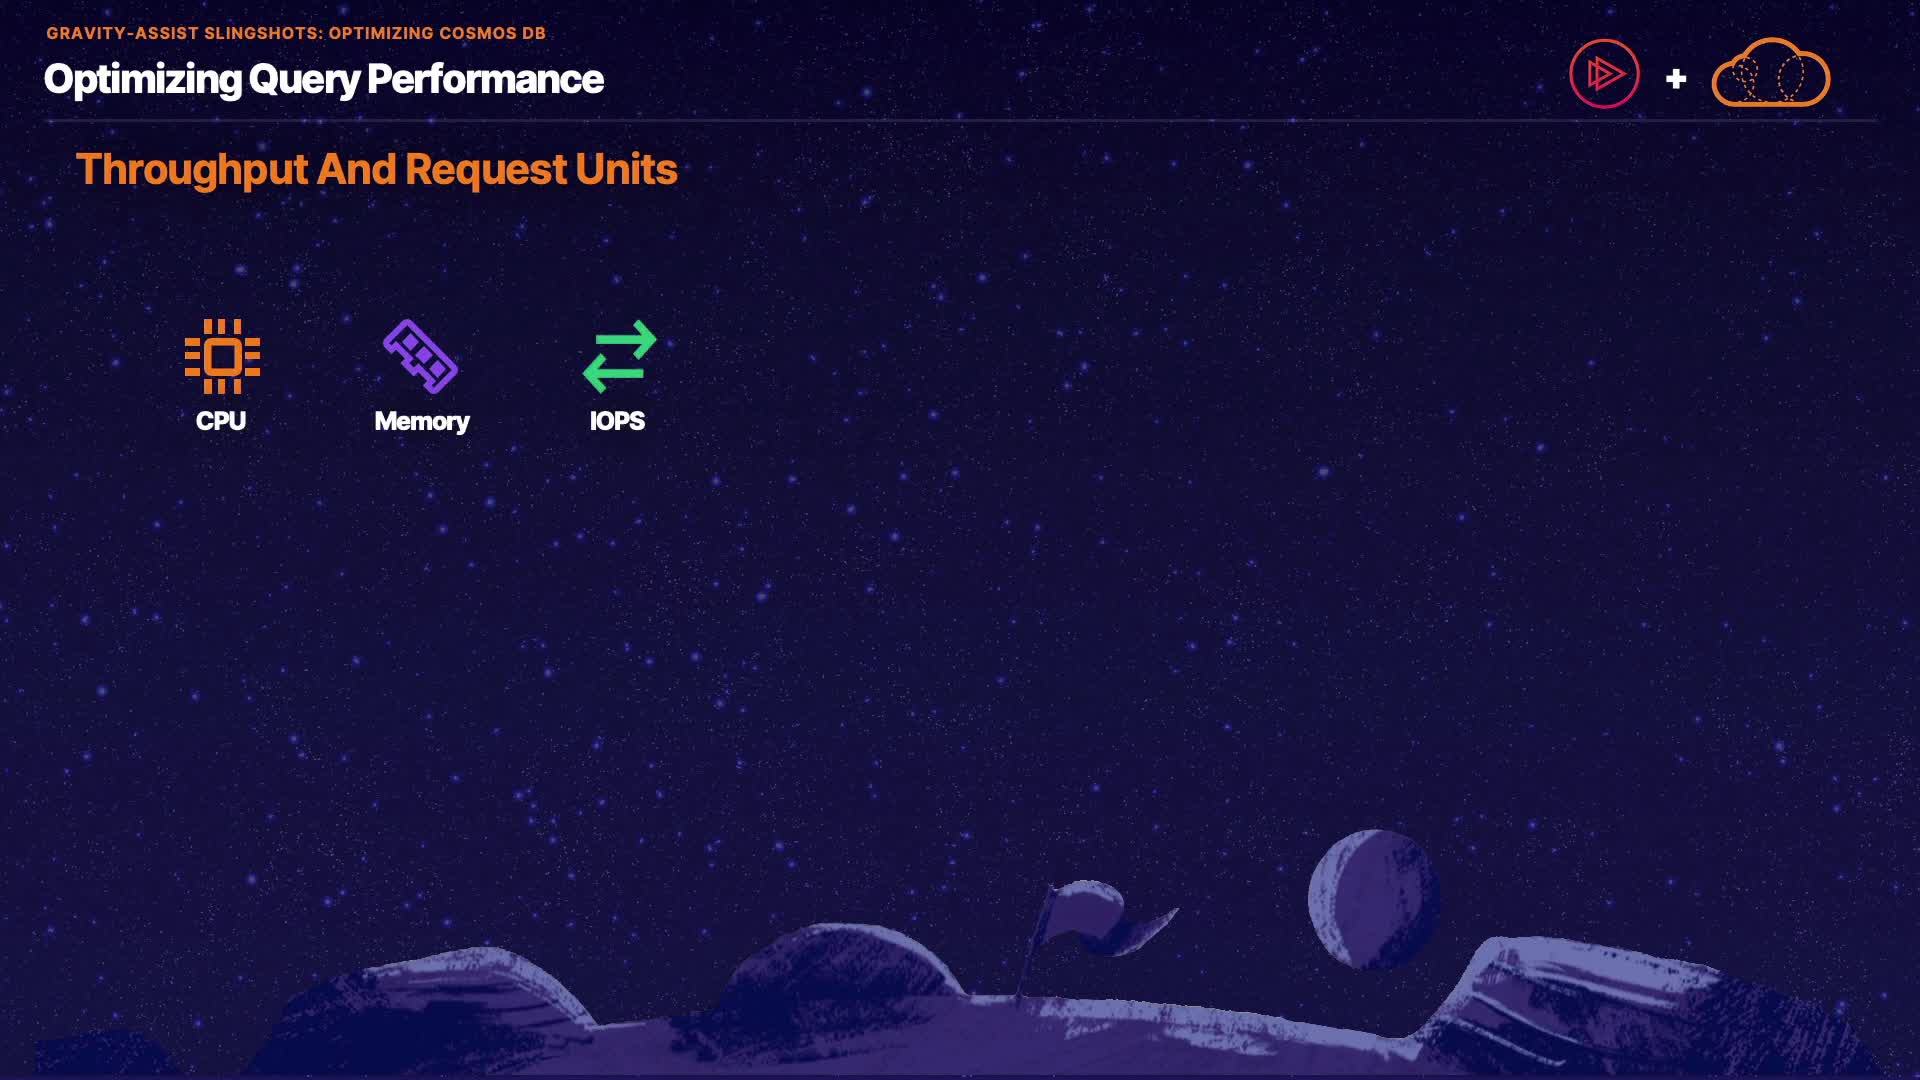 GRAVITY-ASSIST SLINGSHOTS: OPTIMIZING COSMOS DB
Optimizing Query Performance
+
Throughput And Request Units
CPU
Memory
IOPS